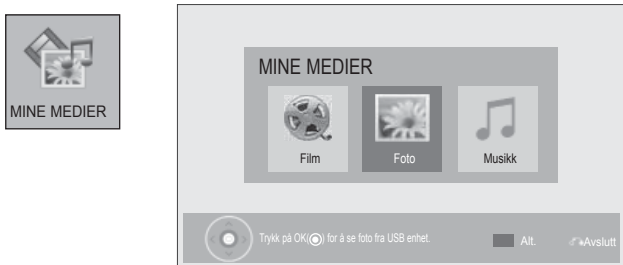 MINE MEDIER
MINE MEDIER
Film Foto Musikk
Trykk på OK(◉) for å se foto fra USB enhet. Alt. Avslutt